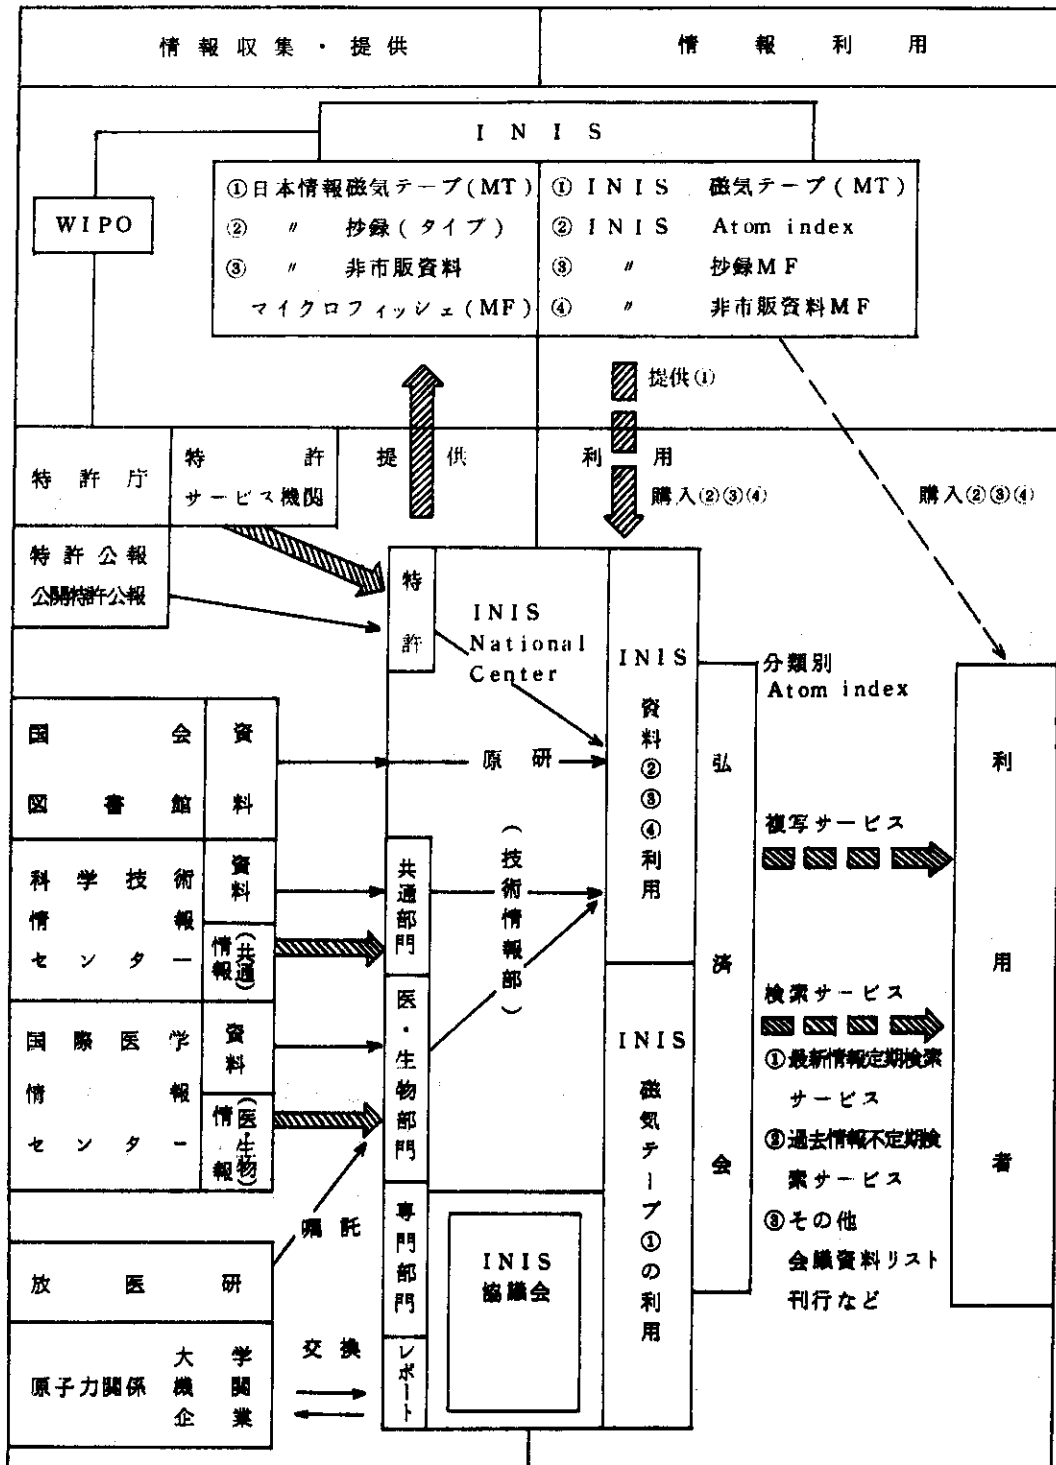 情報収集・提供
情報利用
INIS
WIPO
①日本情報磁気テープ(MT)
② 〃 抄録(タイプ)
③ 〃 非市販資料
マイクロフィッシェ(MF)
①INIS 磁気テープ(MT)
②INIS Atom index
③ 〃 抄録MF
④ 〃 非市販資料MF
提供①
特許庁
特許
サービス機関
提供
利用
購入②③④
購入②③④
特許公報
公開特許公報
特許
INIS
National
Center
INIS
資料②③④利用
分類別
Atom index
国会
図書館
資料
原研
(技術情報部)
弘済会
利用者
複写サービス
科学技術
情報
センター
資料
情報(共通)
共通部門
国際医学
情報
センター
資料
情報(医・生物)
医・生物部門
INIS
磁気テープ①の利用
検索サービス
①最新情報定期検索
サービス
②過去情報不定期検
索サービス
③その他
会議資料リスト
刊行など
嘱託
専門部門
INIS
協議会
放医研
交換
レポート
原子力関係
大学
機関
企業